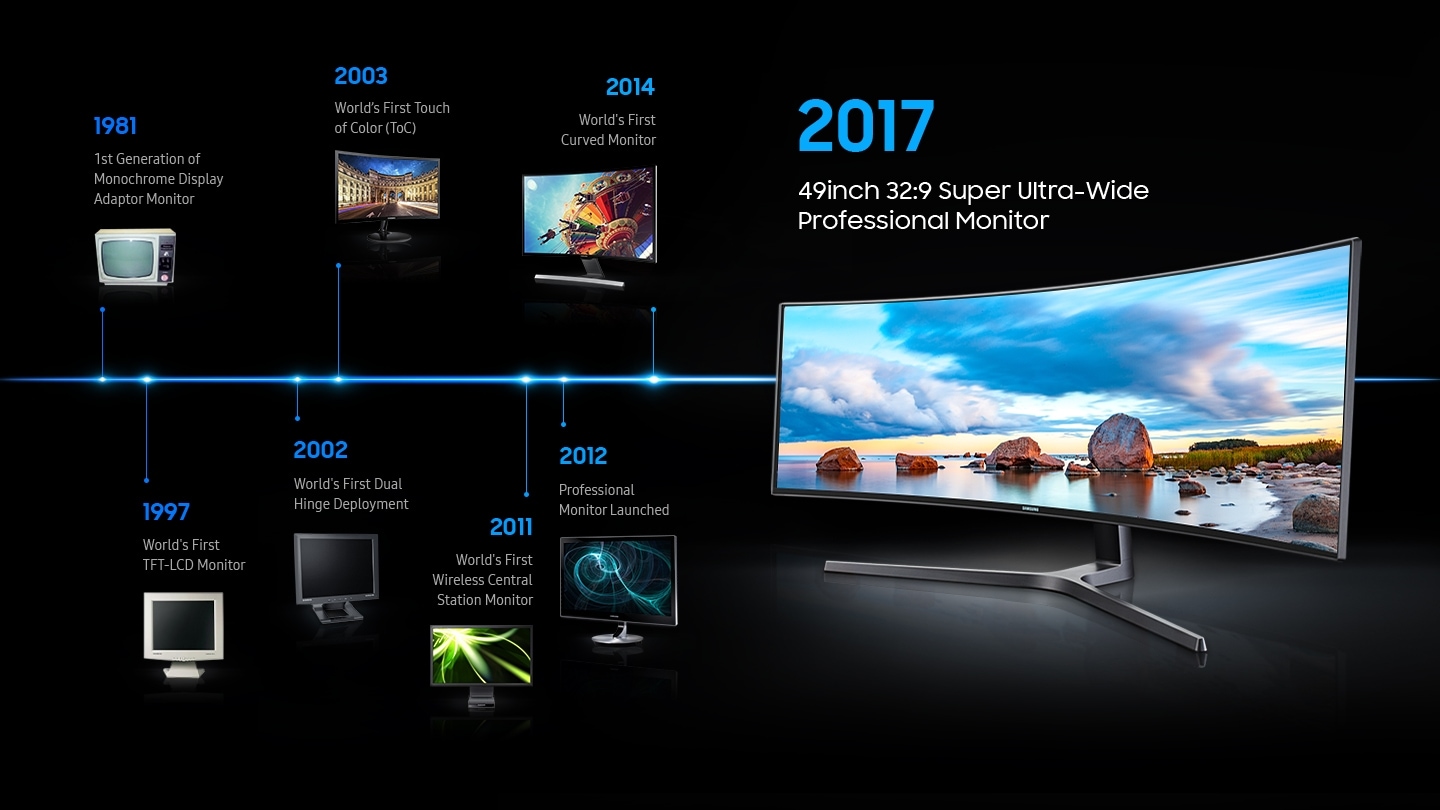 1981
1st Generation of
Monochrome Display
Adaptor Monitor
1997
World's First
TFT-LCD Monitor
2002
World's First Dual
Hinge Deployment
2003
World's First Touch
of Color (ToC)
2011
World's First
Wireless Central
Station Monitor
2012
Professional
Monitor Launched
2014
World's First
Curved Monitor
2017
49inch 32:9 Super Ultra-Wide
Professional Monitor
SAMSUNG